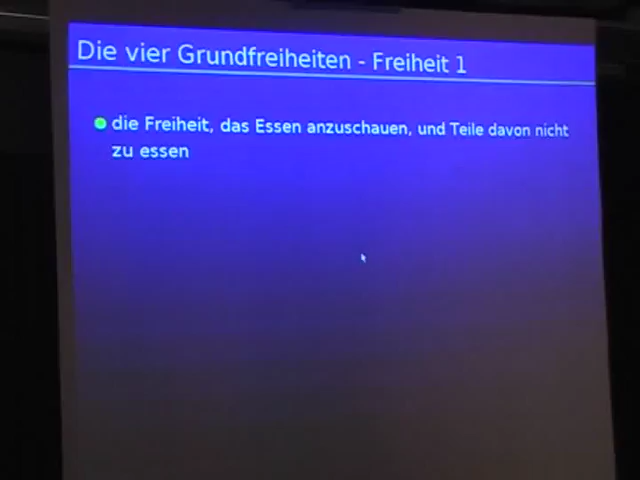 Die vier Grundfreiheiten - Freiheit 1
die Freiheit, das Essen anzuschauen, und Teile davon nicht
zu essen